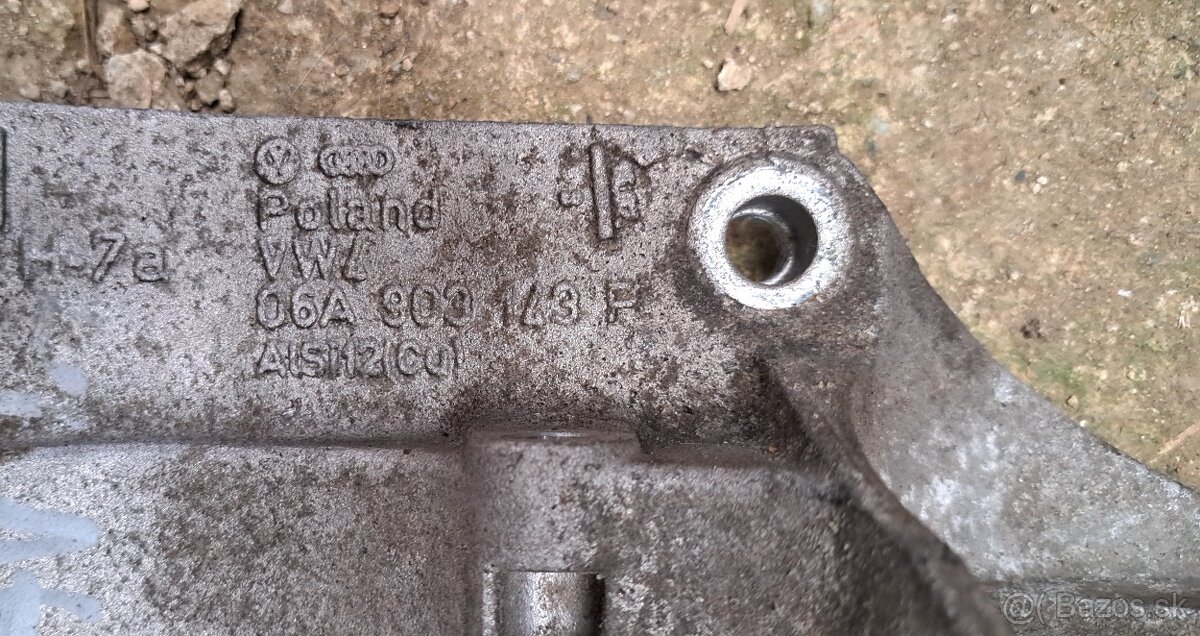 Poland
H-7a
VWZ
06A 903 143 F
AlSi12(Cu)
@( Bazos.sk